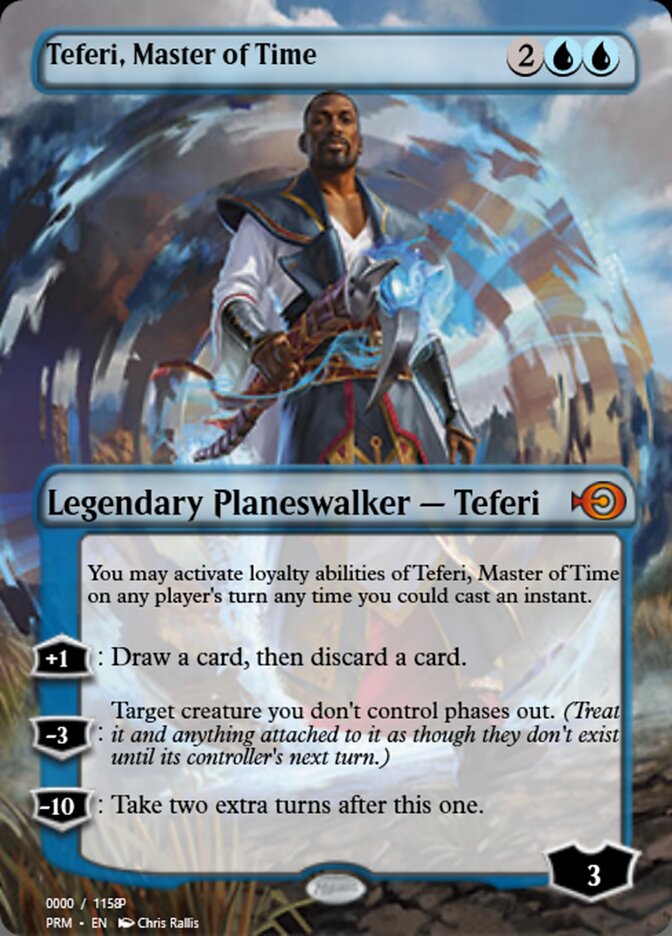 Teferi, Master of Time 2
Legendary Planeswalker — Teferi
You may activate loyalty abilities of Teferi, Master of Time
on any player's turn any time you could cast an instant.
+1 : Draw a card, then discard a card.
Target creature you don't control phases out. (Treat
-3 : it and anything attached to it as though they don't exist
until its controller's next turn.)
-10 : Take two extra turns after this one.
3
0000 / 1158P
PRM • EN Chris Rallis